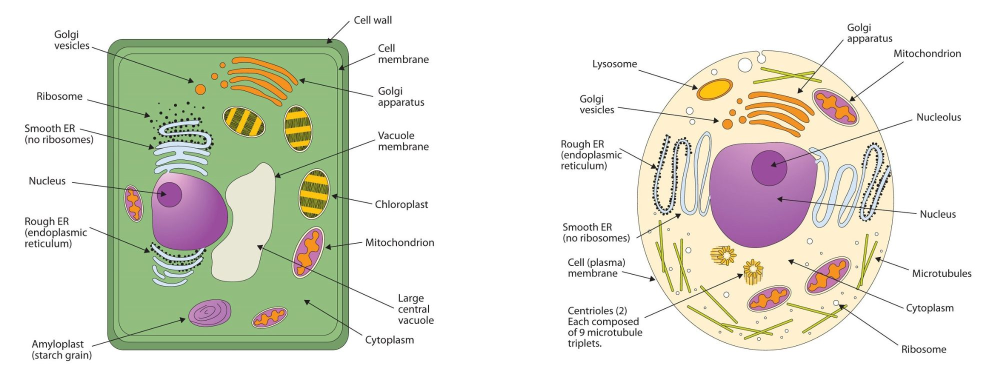 Golgi
vesicles
Ribosome
Smooth ER
(no ribosomes)
Nucleus
Rough ER
(endoplasmic
reticulum)
Amyloplast
(starch grain)
Cell wall
Cell
membrane
Golgi
apparatus
Vacuole
membrane
Chloroplast
Mitochondrion
Large
central
vacuole
Cytoplasm
Lysosome
Golgi
vesicles
Rough ER
(endoplasmic
reticulum)
Smooth ER
(no ribosomes)
Cell (plasma)
membrane
Centrioles (2)
Each composed
of 9 microtubule
triplets.
Golgi
apparatus
Mitochondrion
Nucleolus
Nucleus
Microtubules
Cytoplasm
Ribosome